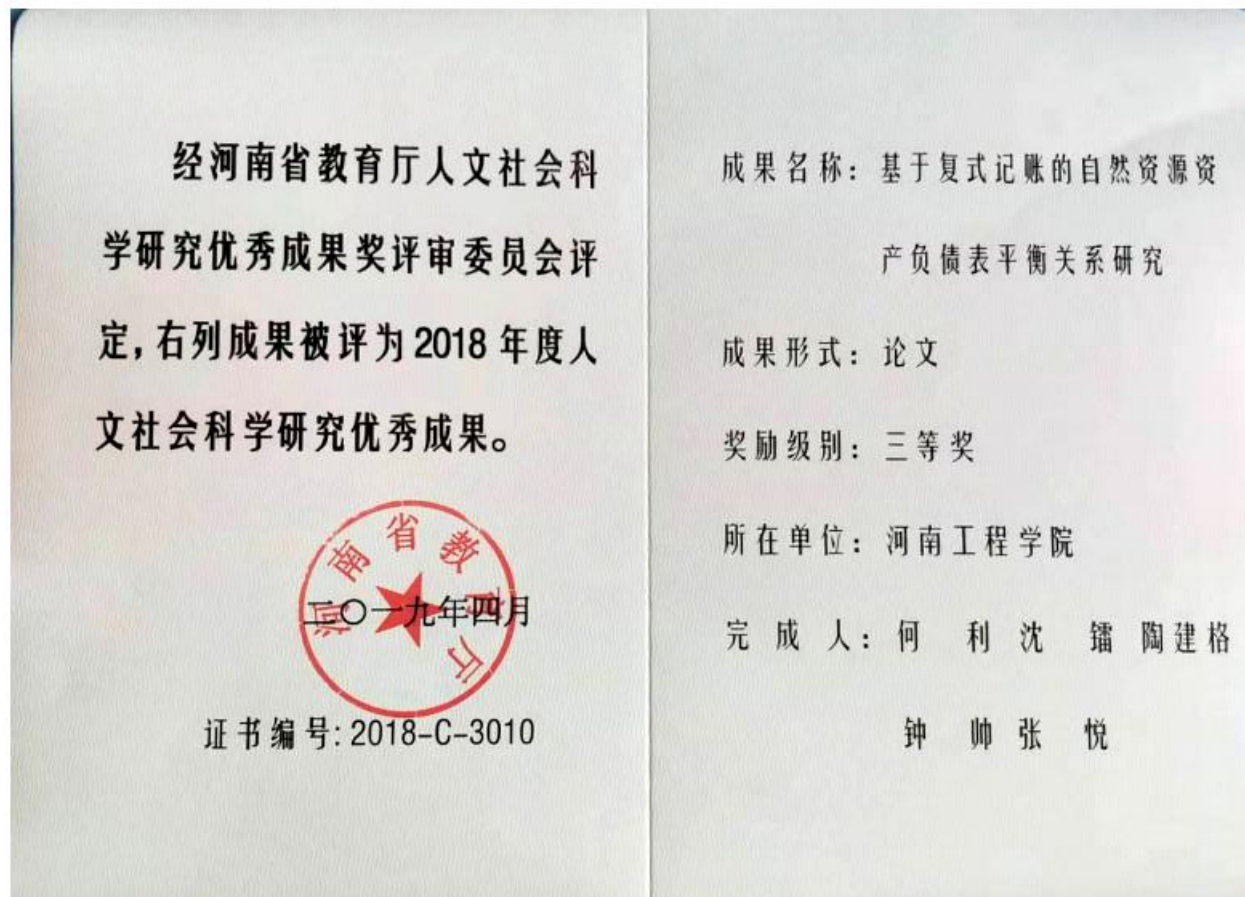 经河南省教育厅人文社会科
学研究优秀成果奖评审委员会评
定,右列成果被评为2018年度人
文社会科学研究优秀成果。
河南省教育厅
二〇一九年四月
证书编号:2018-C-3010
成果名称：基于复式记账的自然资源资
产负债表平衡关系研究
成果形式：论文
奖励级别：三等奖
所在单位：河南工程学院
完成人：何利 沈镭 陶建格
钟帅 张悦